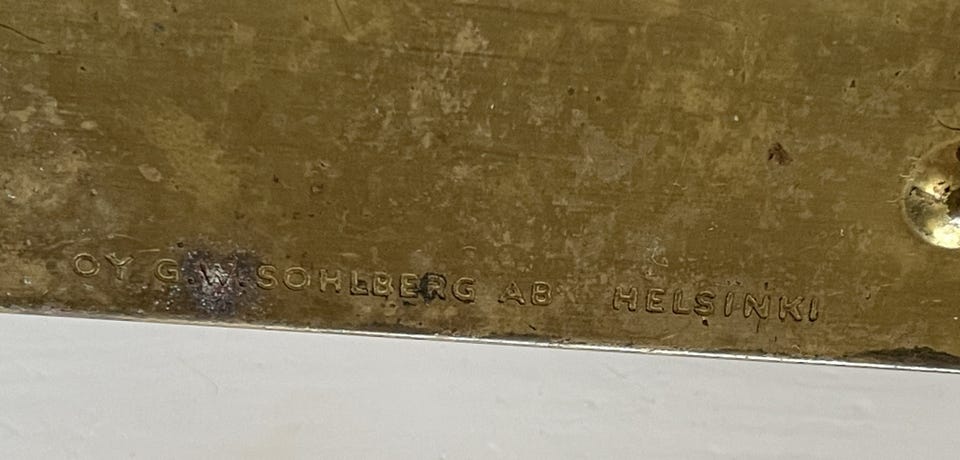 OY G.W. SOHLBERG AB HELSINKI